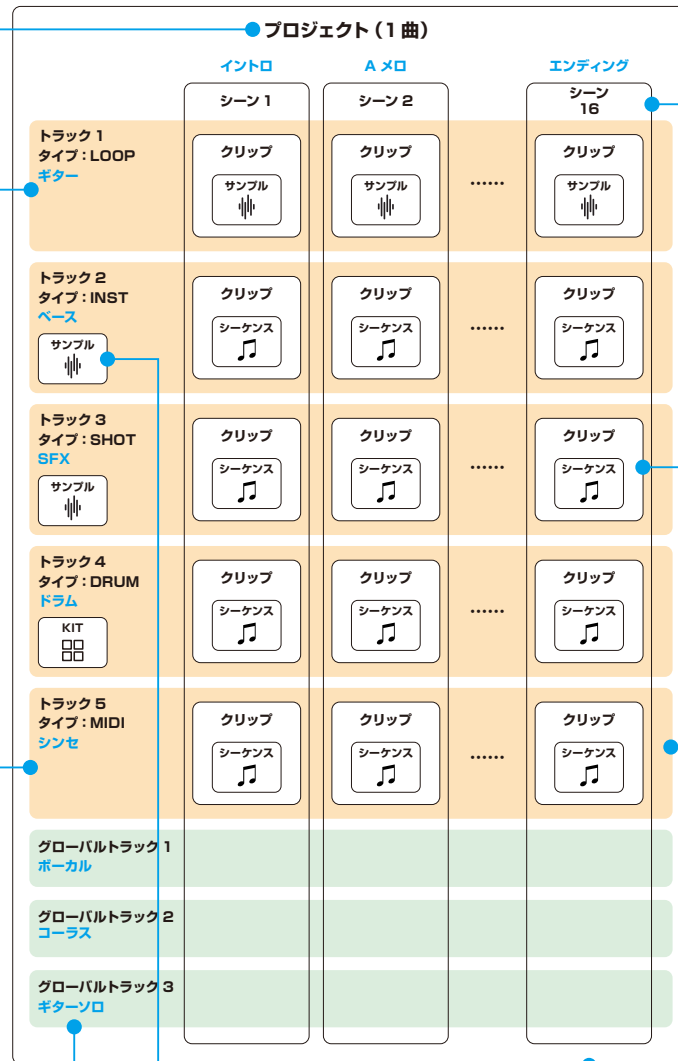 プロジェクト（1 曲）
イントロ
A メロ
エンディング
シーン 1
シーン 2
シーン
16
トラック 1
タイプ：LOOP
ギター
クリップ
サンプル
クリップ
サンプル
……
クリップ
サンプル
トラック 2
タイプ：INST
ベース
サンプル
クリップ
シーケンス
クリップ
シーケンス
……
クリップ
シーケンス
トラック 3
タイプ：SHOT
SFX
サンプル
クリップ
シーケンス
クリップ
シーケンス
……
クリップ
シーケンス
トラック 4
タイプ：DRUM
ドラム
KIT
クリップ
シーケンス
クリップ
シーケンス
……
クリップ
シーケンス
トラック 5
タイプ：MIDI
シンセ
クリップ
シーケンス
クリップ
シーケンス
……
クリップ
シーケンス
グローバルトラック 1
ボーカル
グローバルトラック 2
コーラス
グローバルトラック 3
ギターソロ